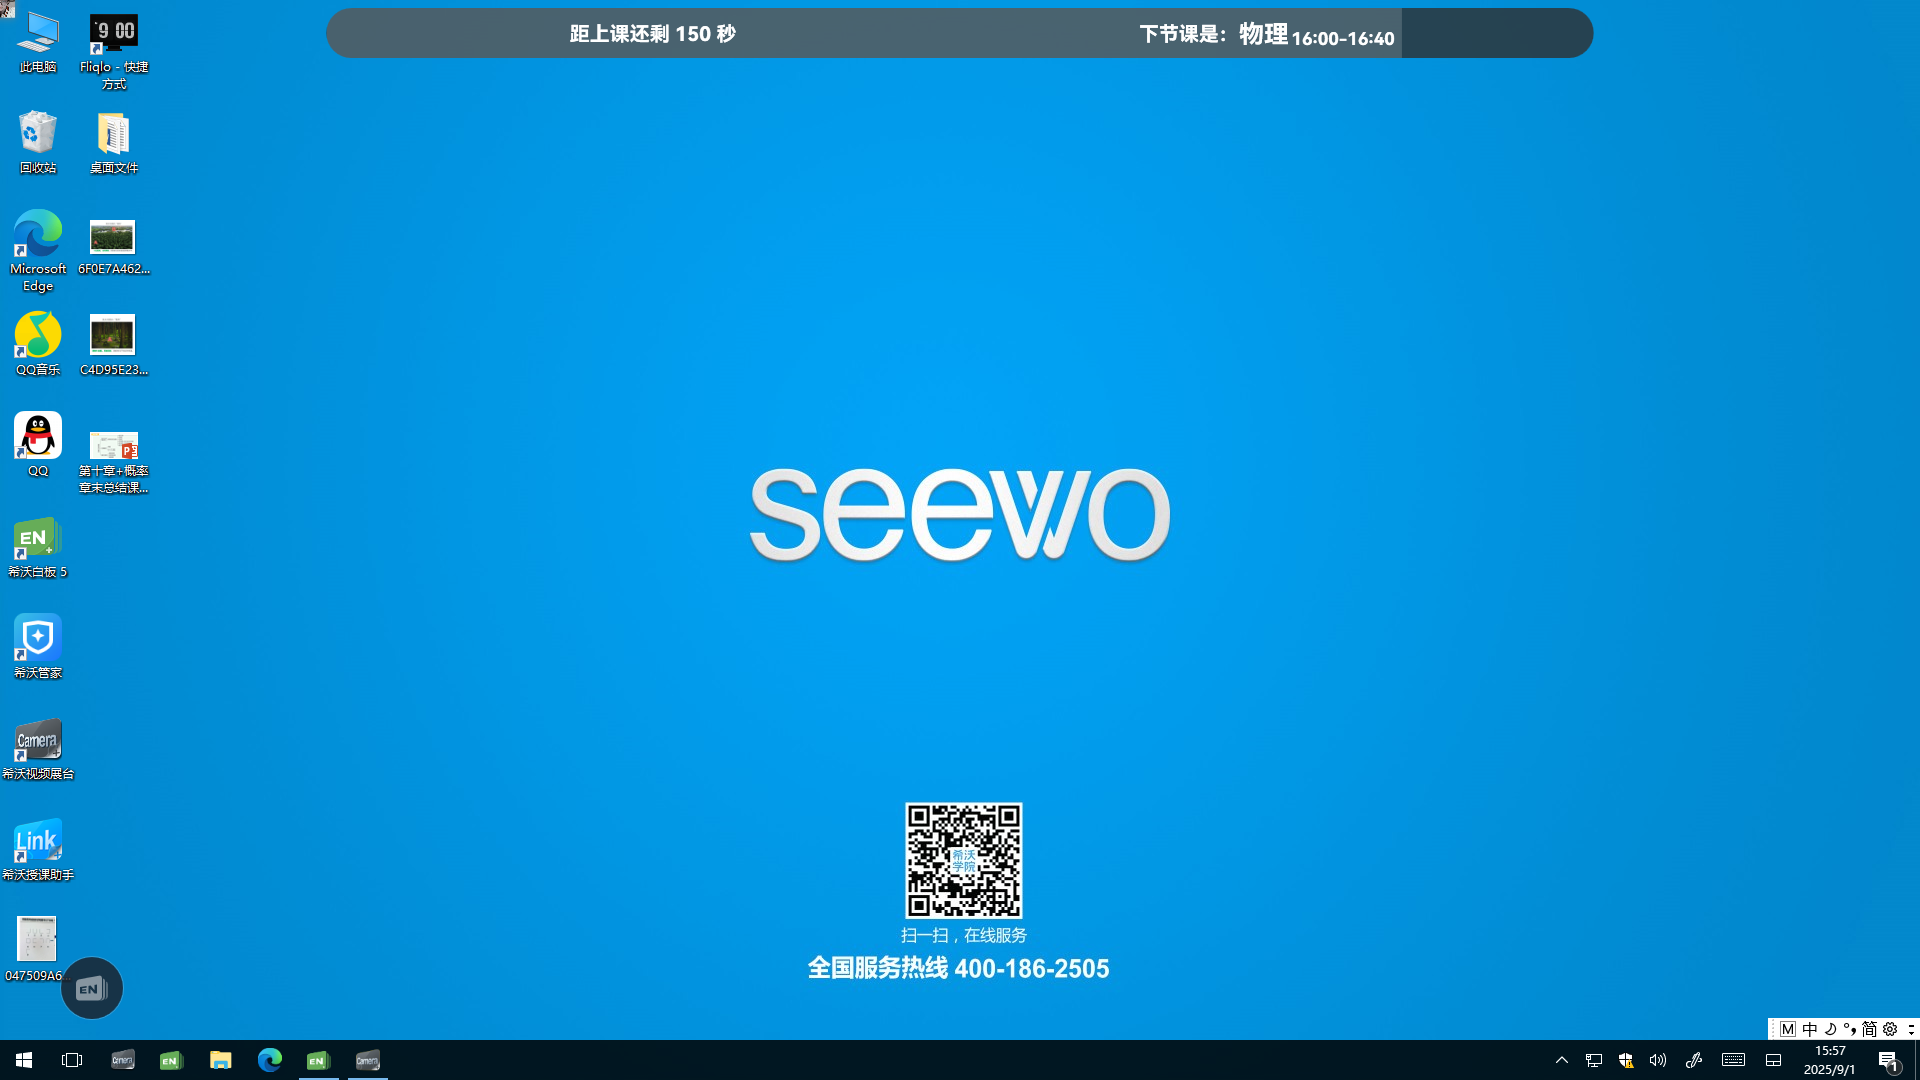 距上课还剩 150 秒
下节课是：物理 16:00-16:40
此电脑
Fliqlo - 快捷
方式
回收站
桌面文件
Microsoft
Edge
6F0E7A462...
QQ音乐
C4D95E23...
QQ
第十章+概率
章末总结课...
EN
希沃白板 5
希沃管家
Camera
希沃视频展台
Link
希沃授课助手
047509A6...
EN
seewo
希沃
学院
扫一扫，在线服务
全国服务热线 400-186-2505
M 中 简
Camera
EN
EN
Camera
15:57
2025/9/1
1